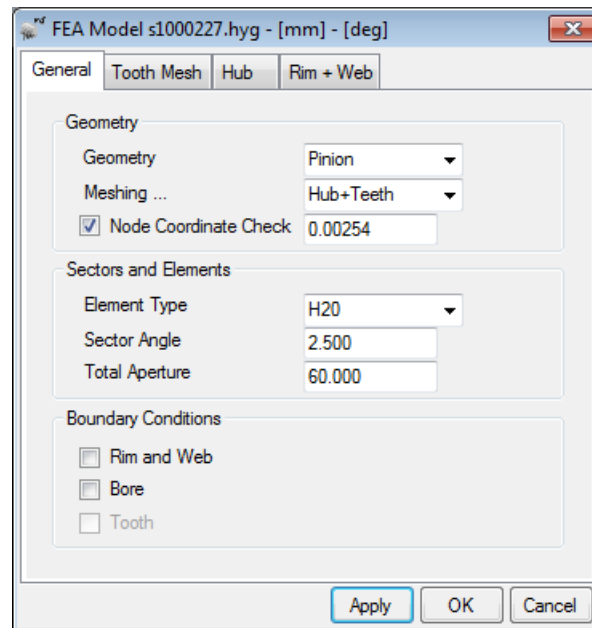 FEA Model s1000227.hyg - [mm] - [deg]
General Tooth Mesh Hub Rim + Web
Geometry
Geometry Pinion
Meshing ... Hub+Teeth
Node Coordinate Check 0.00254
Sectors and Elements
Element Type H20
Sector Angle 2.500
Total Aperture 60.000
Boundary Conditions
Rim and Web
Bore
Tooth
Apply OK Cancel